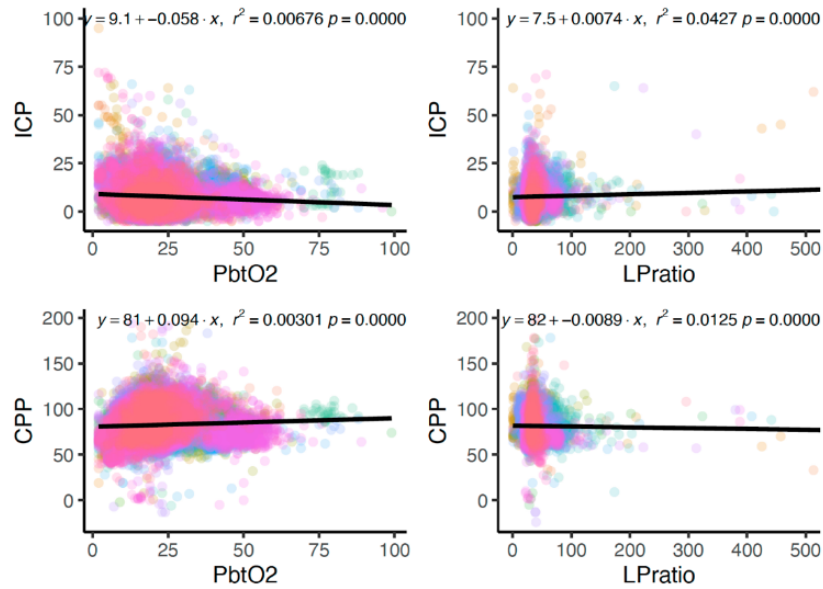 y = 9.1 + −0.058 · x, r² = 0.00676 p = 0.0000
100
75
50
25
0
ICP
0 25 50 75 100
PbtO2
y = 7.5 + 0.0074 · x, r² = 0.0427 p = 0.0000
100
75
50
25
0
ICP
0 100 200 300 400 500
LPratio
y = 81 + 0.094 · x, r² = 0.00301 p = 0.0000
200
150
100
50
0
CPP
0 25 50 75 100
PbtO2
y = 82 + −0.0089 · x, r² = 0.0125 p = 0.0000
200
150
100
50
0
CPP
0 100 200 300 400 500
LPratio